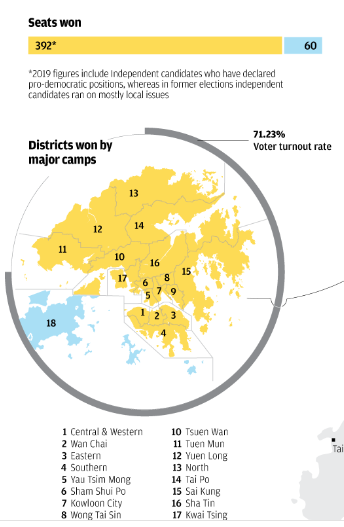 Seats won
392*
60
*2019 figures include Independent candidates who have declared
pro-democratic positions, whereas in former elections independent
candidates ran on mostly local issues
Districts won by
major camps
71.23%
Voter turnout rate
13
12
14
11
10
16
15
17
6
8
5
7
9
1
2
3
4
18
1 Central & Western
2 Wan Chai
3 Eastern
4 Southern
5 Yau Tsim Mong
6 Sham Shui Po
7 Kowloon City
8 Wong Tai Sin
10 Tsuen Wan
11 Tuen Mun
12 Yuen Long
13 North
14 Tai Po
15 Sai Kung
16 Sha Tin
17 Kwai Tsing
Tai